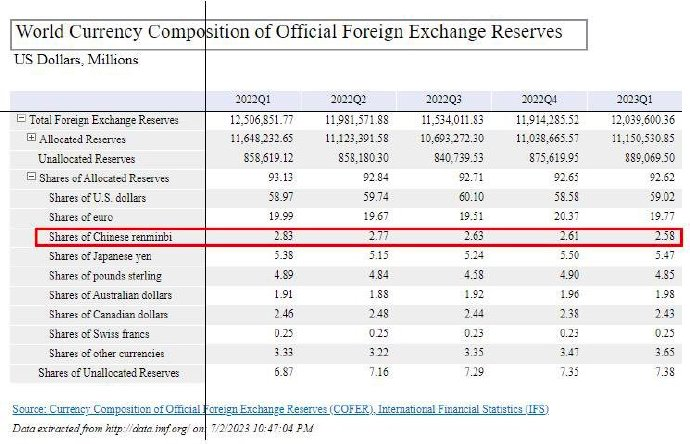 World Currency Composition of Official Foreign Exchange Reserves
US Dollars, Millions
2022Q1 2022Q2 2022Q3 2022Q4 2023Q1
Total Foreign Exchange Reserves 12,506,851.77 11,981,571.88 11,534,011.83 11,914,285.52 12,039,600.36
Allocated Reserves 11,648,232.65 11,123,391.58 10,693,272.30 11,038,665.57 11,150,530.85
Unallocated Reserves 858,619.12 858,180.30 840,739.53 875,619.95 889,069.50
Shares of Allocated Reserves 93.13 92.84 92.71 92.65 92.62
Shares of U.S. dollars 58.97 59.74 60.10 58.58 59.02
Shares of euro 19.99 19.67 19.51 20.37 19.77
Shares of Chinese renminbi 2.83 2.77 2.63 2.61 2.58
Shares of Japanese yen 5.38 5.15 5.24 5.50 5.47
Shares of pounds sterling 4.89 4.84 4.58 4.90 4.85
Shares of Australian dollars 1.91 1.88 1.92 1.96 1.98
Shares of Canadian dollars 2.46 2.48 2.44 2.38 2.43
Shares of Swiss francs 0.25 0.25 0.23 0.23 0.25
Shares of other currencies 3.33 3.22 3.35 3.47 3.65
Shares of Unallocated Reserves 6.87 7.16 7.29 7.35 7.38
Source: Currency Composition of Official Foreign Exchange Reserves (COFER), International Financial Statistics (IFS)
Data extracted from http://data.imf.org/ on: 7/2/2023 10:47:04 PM